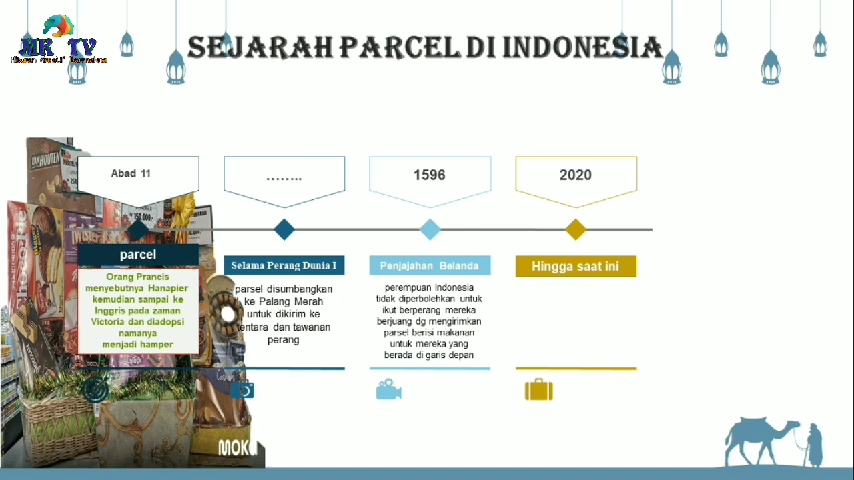 MK TV
SEJARAH PARCEL DI INDONESIA
Abad 11
........
1596
2020
parcel
Orang Prancis
menyebutnya Hanapier
kemudian sampai ke
Inggris pada zaman
Victoria dan diadopsi
namanya
menjadi hamper
Selama Perang Dunia I
parsel disumbangkan
ke Palang Merah
untuk dikirim ke
tentara dan tawanan
perang
Penjajahan Belanda
perempuan Indonesia
tidak diperbolehkan untuk
ikut berperang mereka
berjuang dg mengirimkan
parsel berisi makanan
untuk mereka yang
berada di garis depan
Hingga saat ini